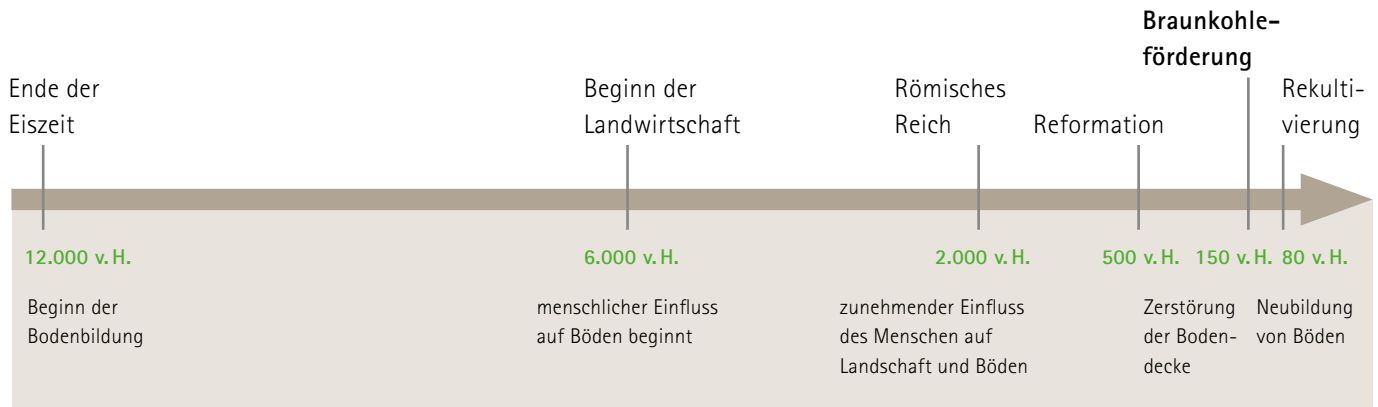 Braunkohle-
förderung
Ende der
Eiszeit
Beginn der
Landwirtschaft
Römisches
Reich
Reformation
Rekulti-
vierung
12.000 v. H.
6.000 v. H.
2.000 v. H.
500 v. H.
150 v. H.
80 v. H.
Beginn der
Bodenbildung
menschlicher Einfluss
auf Böden beginnt
zunehmender Einfluss
des Menschen auf
Landschaft und Böden
Zerstörung
der Boden-
decke
Neubildung
von Böden